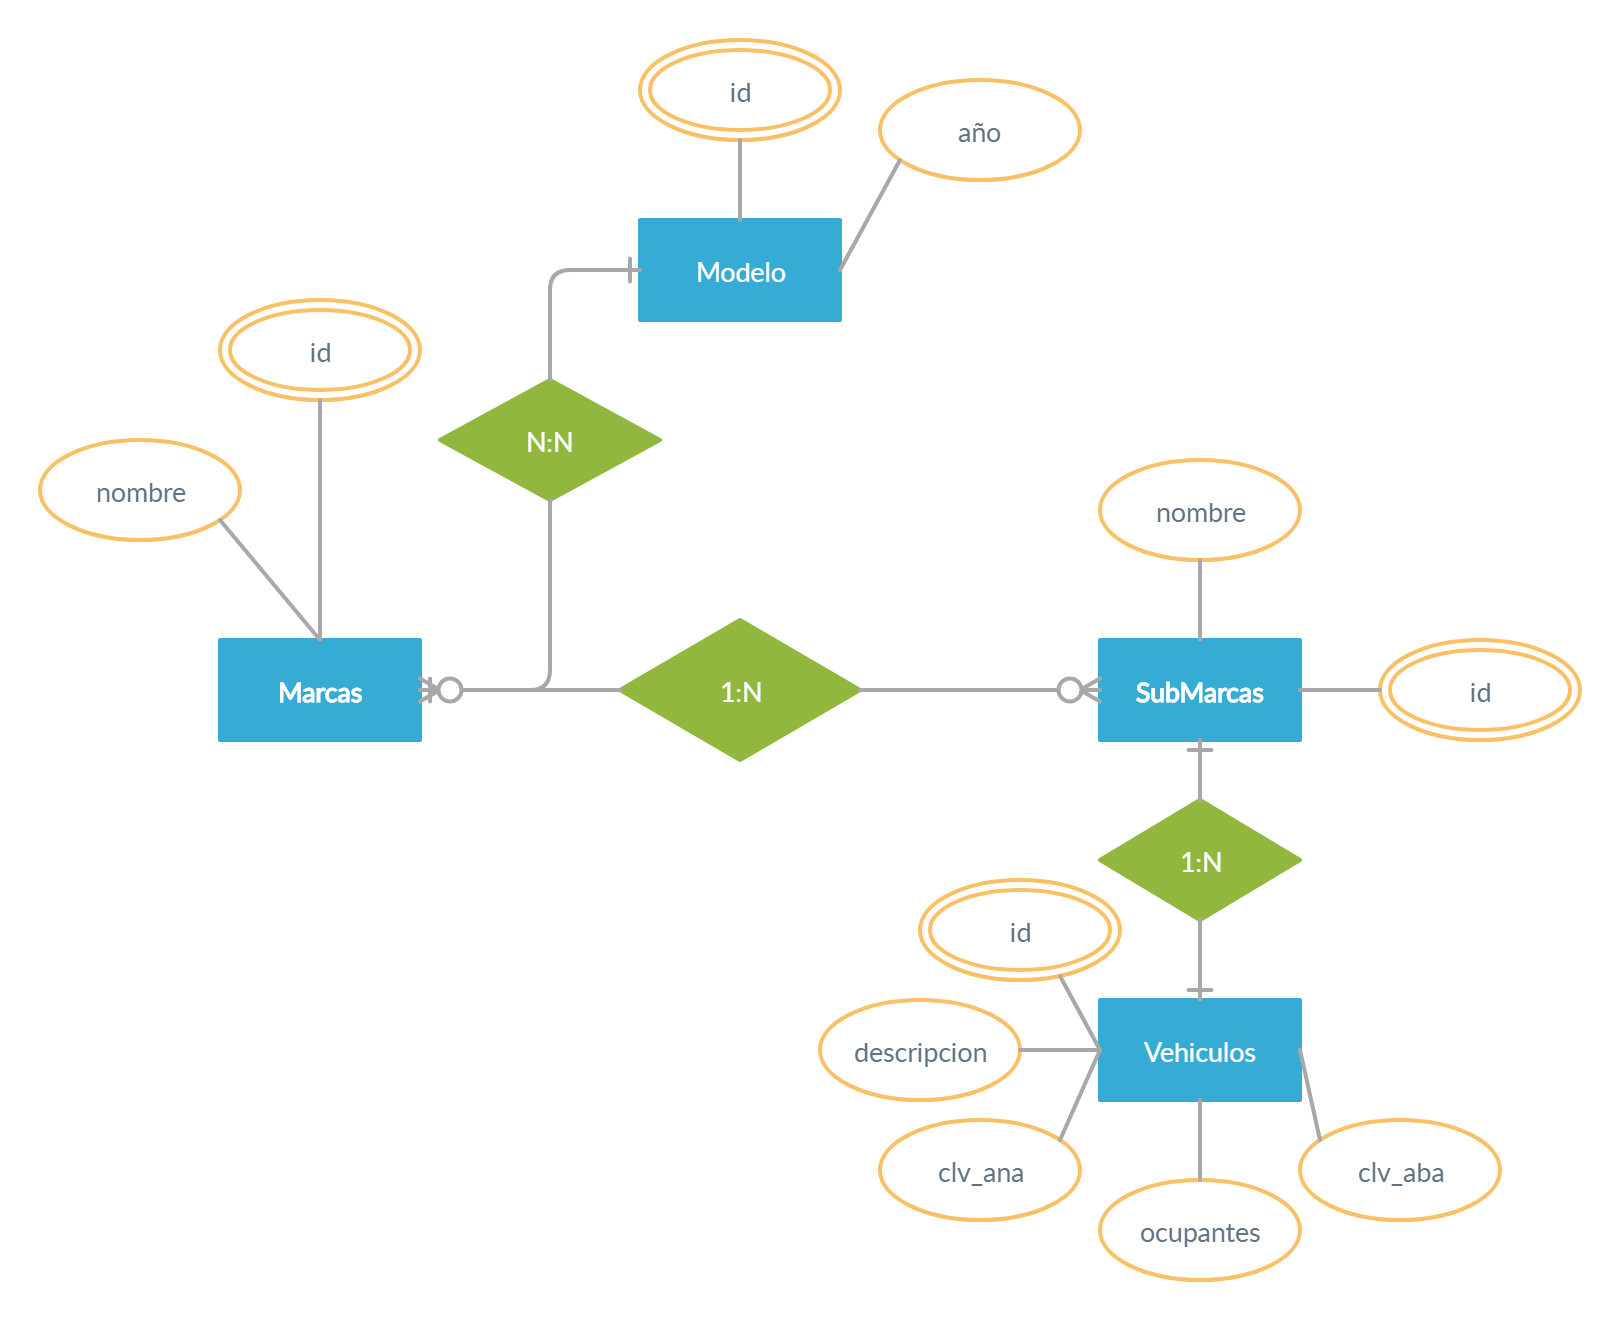 id
año
Modelo
id
N:N
nombre
nombre
Marcas
1:N
SubMarcas
id
1:N
id
descripcion
Vehiculos
clv_ana
clv_aba
ocupantes